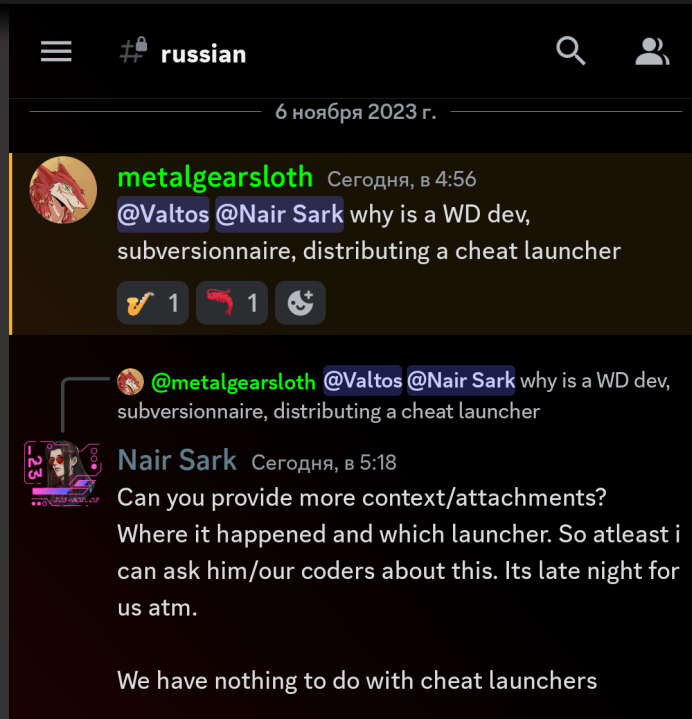 russian
6 ноября 2023 г.
metalgearsloth Сегодня, в 4:56
@Valtos @Nair Sark why is a WD dev,
subversionnaire, distributing a cheat launcher
1 1
@metalgearsloth @Valtos @Nair Sark why is a WD dev,
subversionnaire, distributing a cheat launcher
Nair Sark Сегодня, в 5:18
Can you provide more context/attachments?
Where it happened and which launcher. So atleast i
can ask him/our coders about this. Its late night for
us atm.
We have nothing to do with cheat launchers